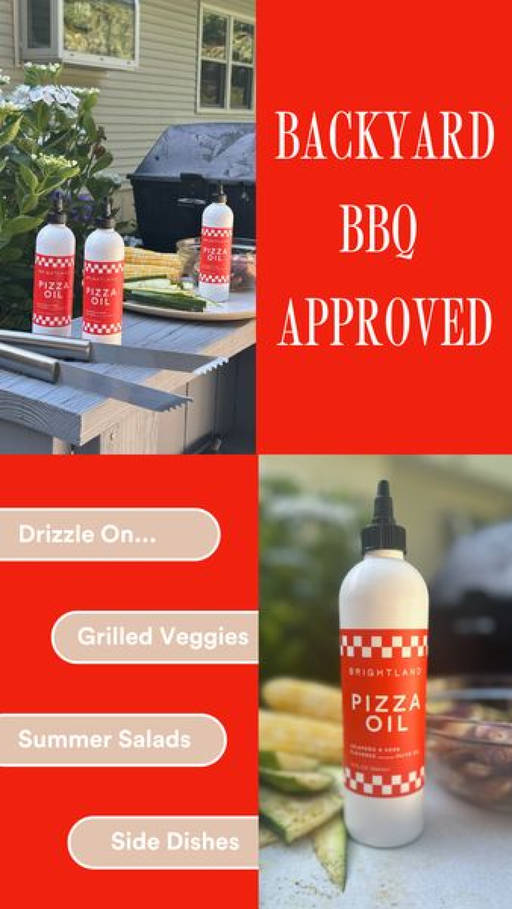 BACKYARD
BBQ
APPROVED
PIZZA
OIL
PIZZA
OIL
PIZZA
OIL
Drizzle On...
Grilled Veggies
Summer Salads
Side Dishes
BRIGHTLAND
PIZZA
OIL